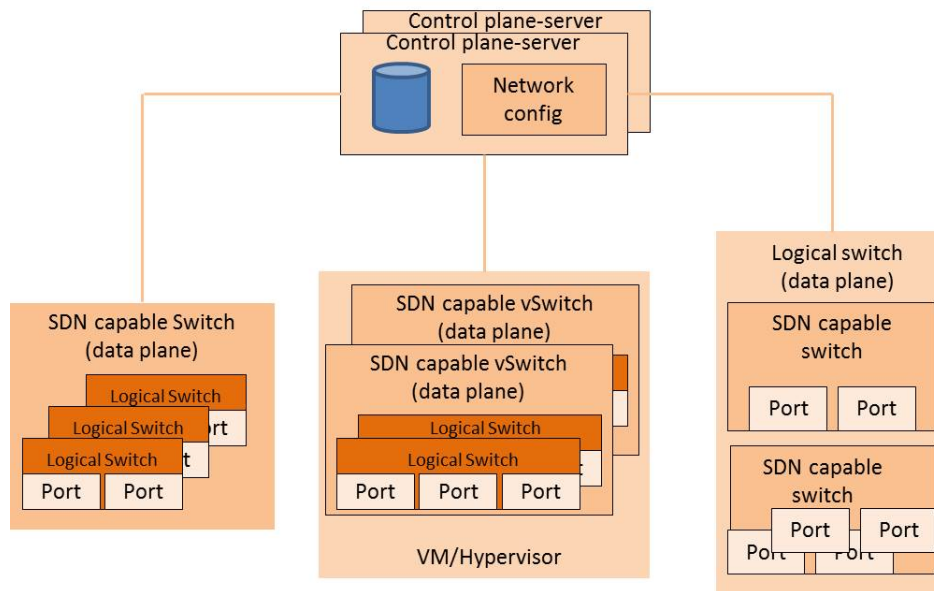 Control plane-server
Control plane-server
Network
config
SDN capable Switch
(data plane)
Logical Switch
Logical Switch
Logical Switch
Port
Port
SDN capable vSwitch
(data plane)
SDN capable vSwitch
(data plane)
Logical Switch
Logical Switch
Port
Port
Port
VM/Hypervisor
Logical switch
(data plane)
SDN capable
switch
Port
Port
SDN capable
switch
Port
Port
Port
Port